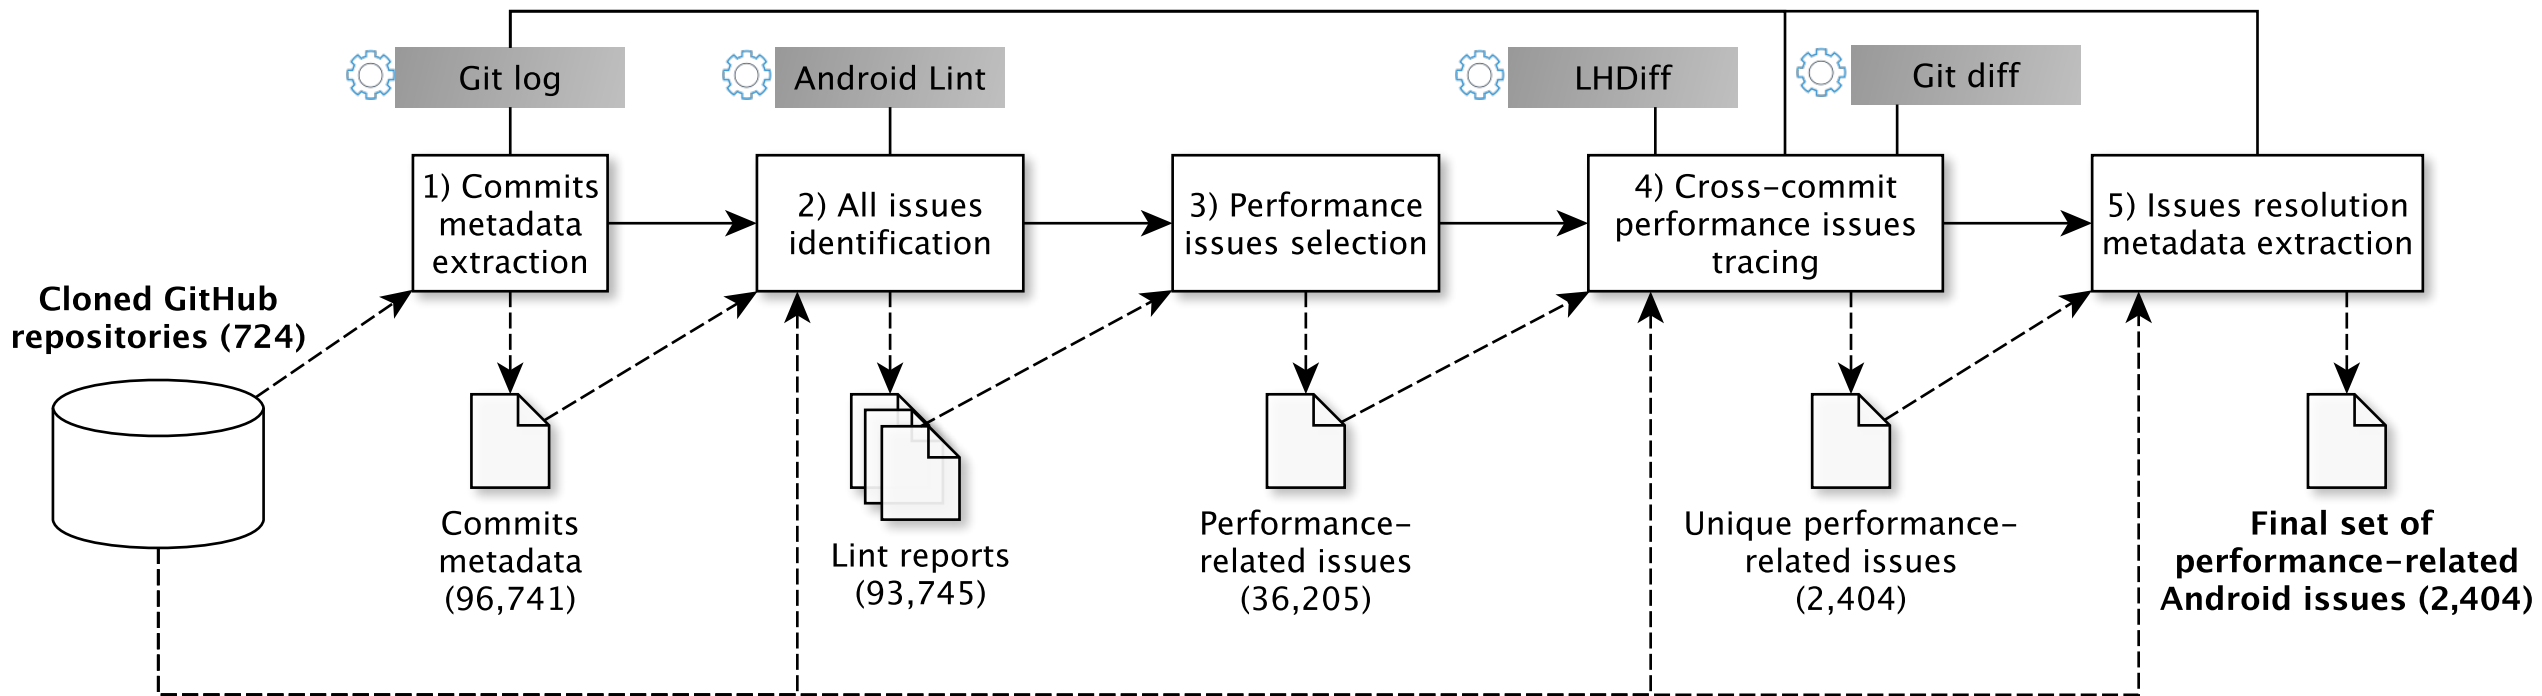 Git log
Android Lint
LHDiff
Git diff
1) Commits
metadata
extraction
2) All issues
identification
3) Performance
issues selection
4) Cross-commit
performance issues
tracing
5) Issues resolution
metadata extraction
Cloned GitHub
repositories (724)
Commits
metadata
(96,741)
Lint reports
(93,745)
Performance-
related issues
(36,205)
Unique performance-
related issues
(2,404)
Final set of
performance-related
Android issues (2,404)